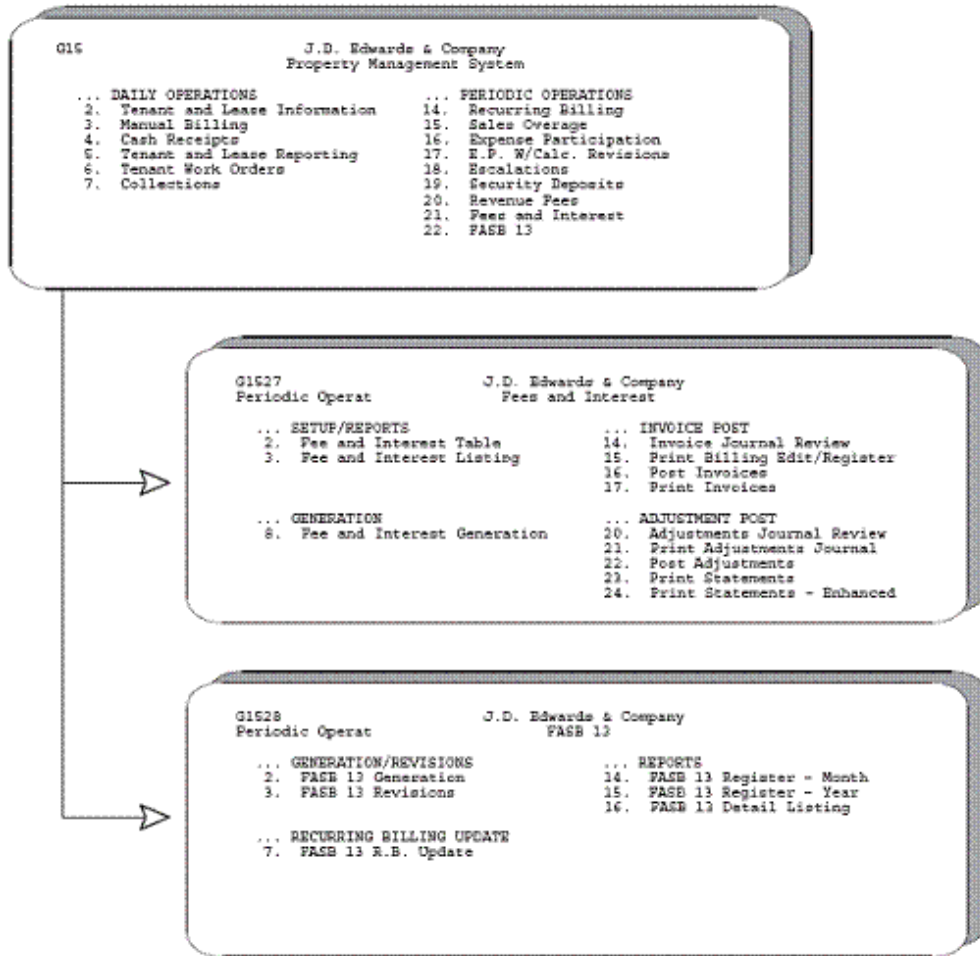 G15 J.D. Edwards & Company
Property Management System
... DAILY OPERATIONS ... PERIODIC OPERATIONS
2. Tenant and Lease Information 14. Recurring Billing
3. Manual Billing 15. Sales Overage
4. Cash Receipts 16. Expense Participation
5. Tenant and Lease Reporting 17. E.P. W/Calc. Revisions
6. Tenant Work Orders 18. Escalations
7. Collections 19. Security Deposits
20. Revenue Fees
21. Fees and Interest
22. FASB 13
G1527 J.D. Edwards & Company
Periodic Operat Fees and Interest
... SETUP/REPORTS ... INVOICE POST
2. Fee and Interest Table 14. Invoice Journal Review
3. Fee and Interest Listing 15. Print Billing Edit/Register
16. Post Invoices
17. Print Invoices
... GENERATION ... ADJUSTMENT POST
8. Fee and Interest Generation 20. Adjustments Journal Review
21. Print Adjustments Journal
22. Post Adjustments
23. Print Statements
24. Print Statements - Enhanced
G1528 J.D. Edwards & Company
Periodic Operat FASB 13
... GENERATION/REVISIONS ... REPORTS
2. FASB 13 Generation 14. FASB 13 Register - Month
3. FASB 13 Revisions 15. FASB 13 Register - Year
16. FASB 13 Detail Listing
... RECURRING BILLING UPDATE
7. FASB 13 R.B. Update